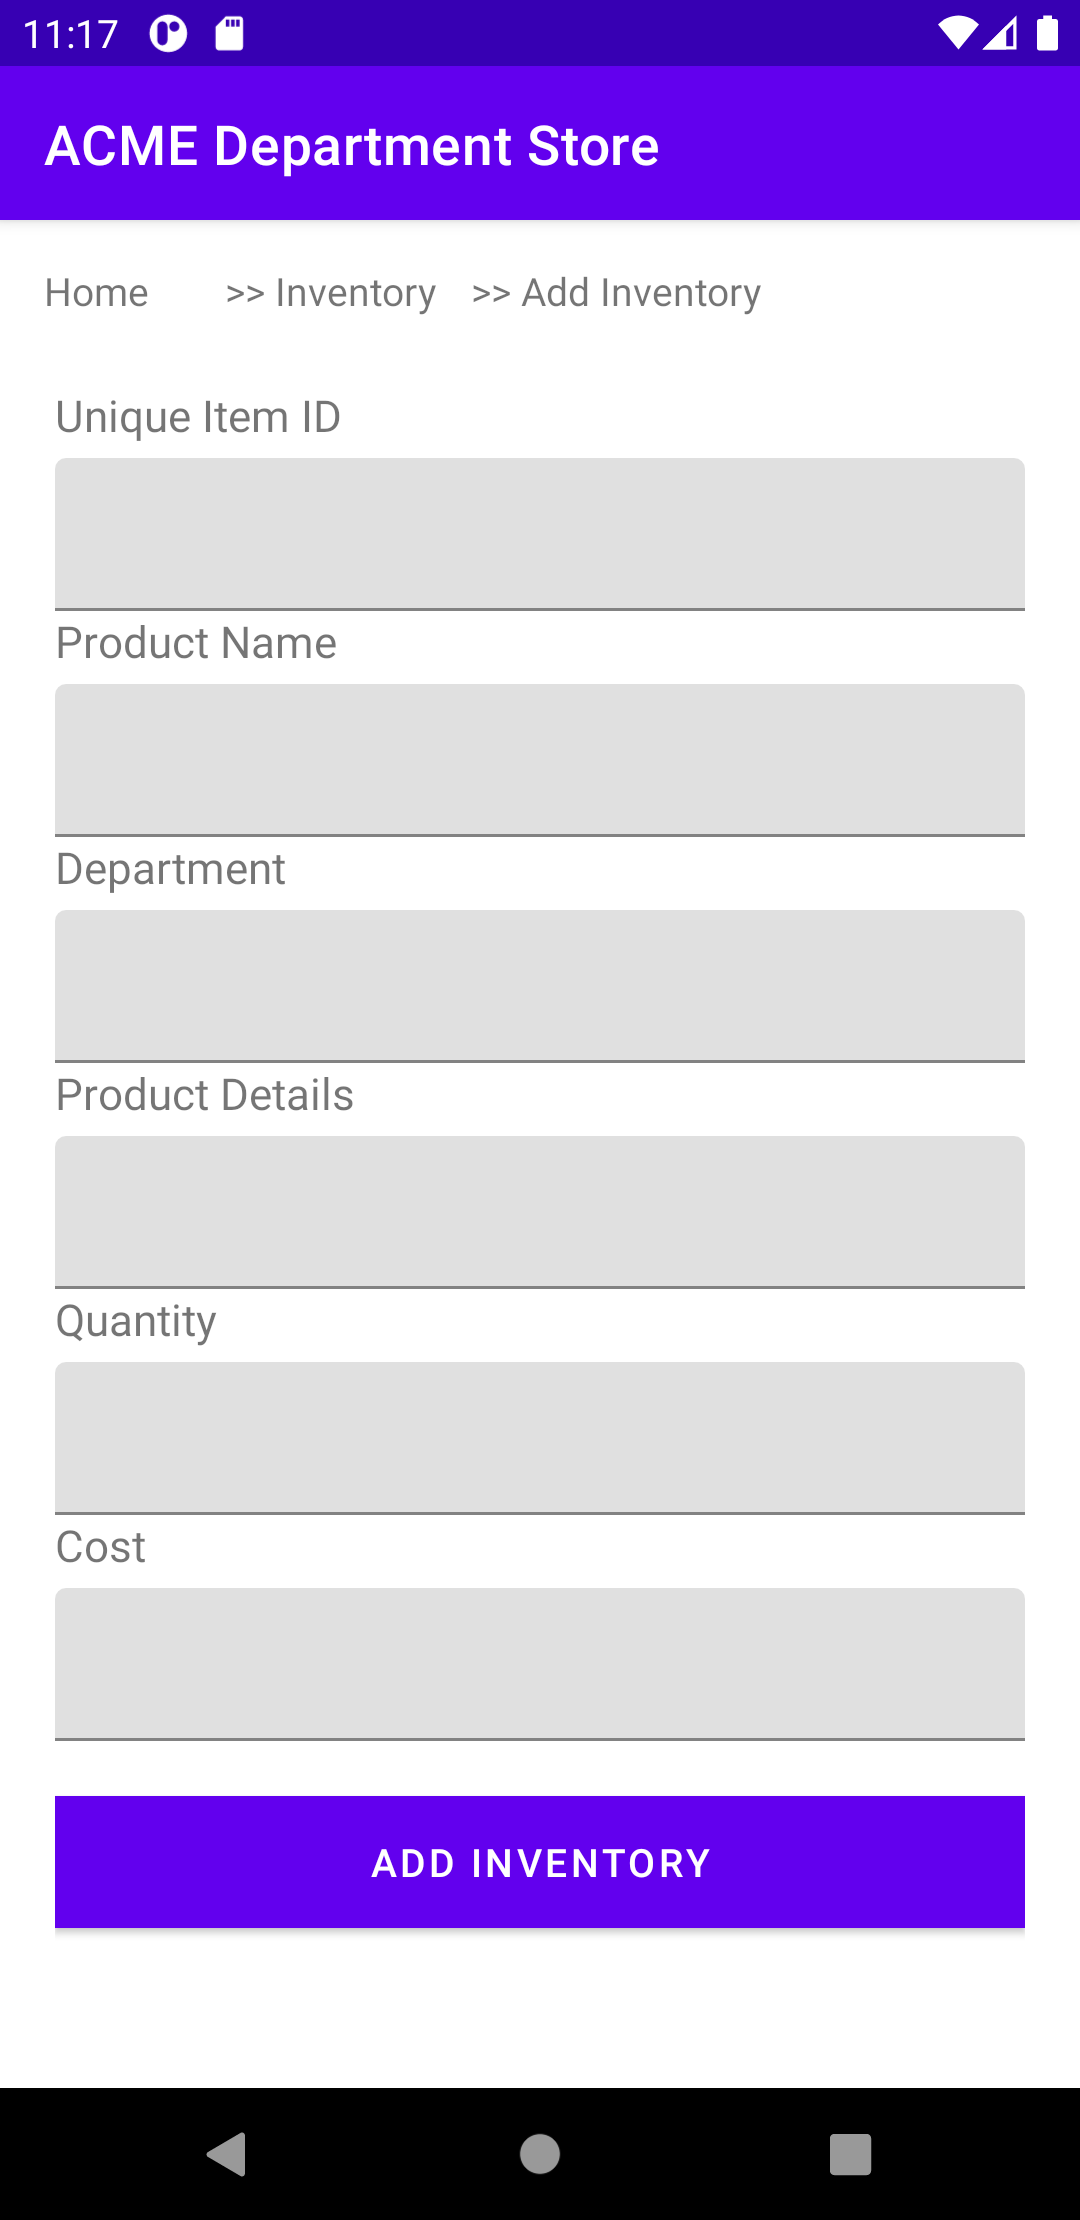 11:17
ACME Department Store
Home >> Inventory >> Add Inventory
Unique Item ID
Product Name
Department
Product Details
Quantity
Cost
ADD INVENTORY